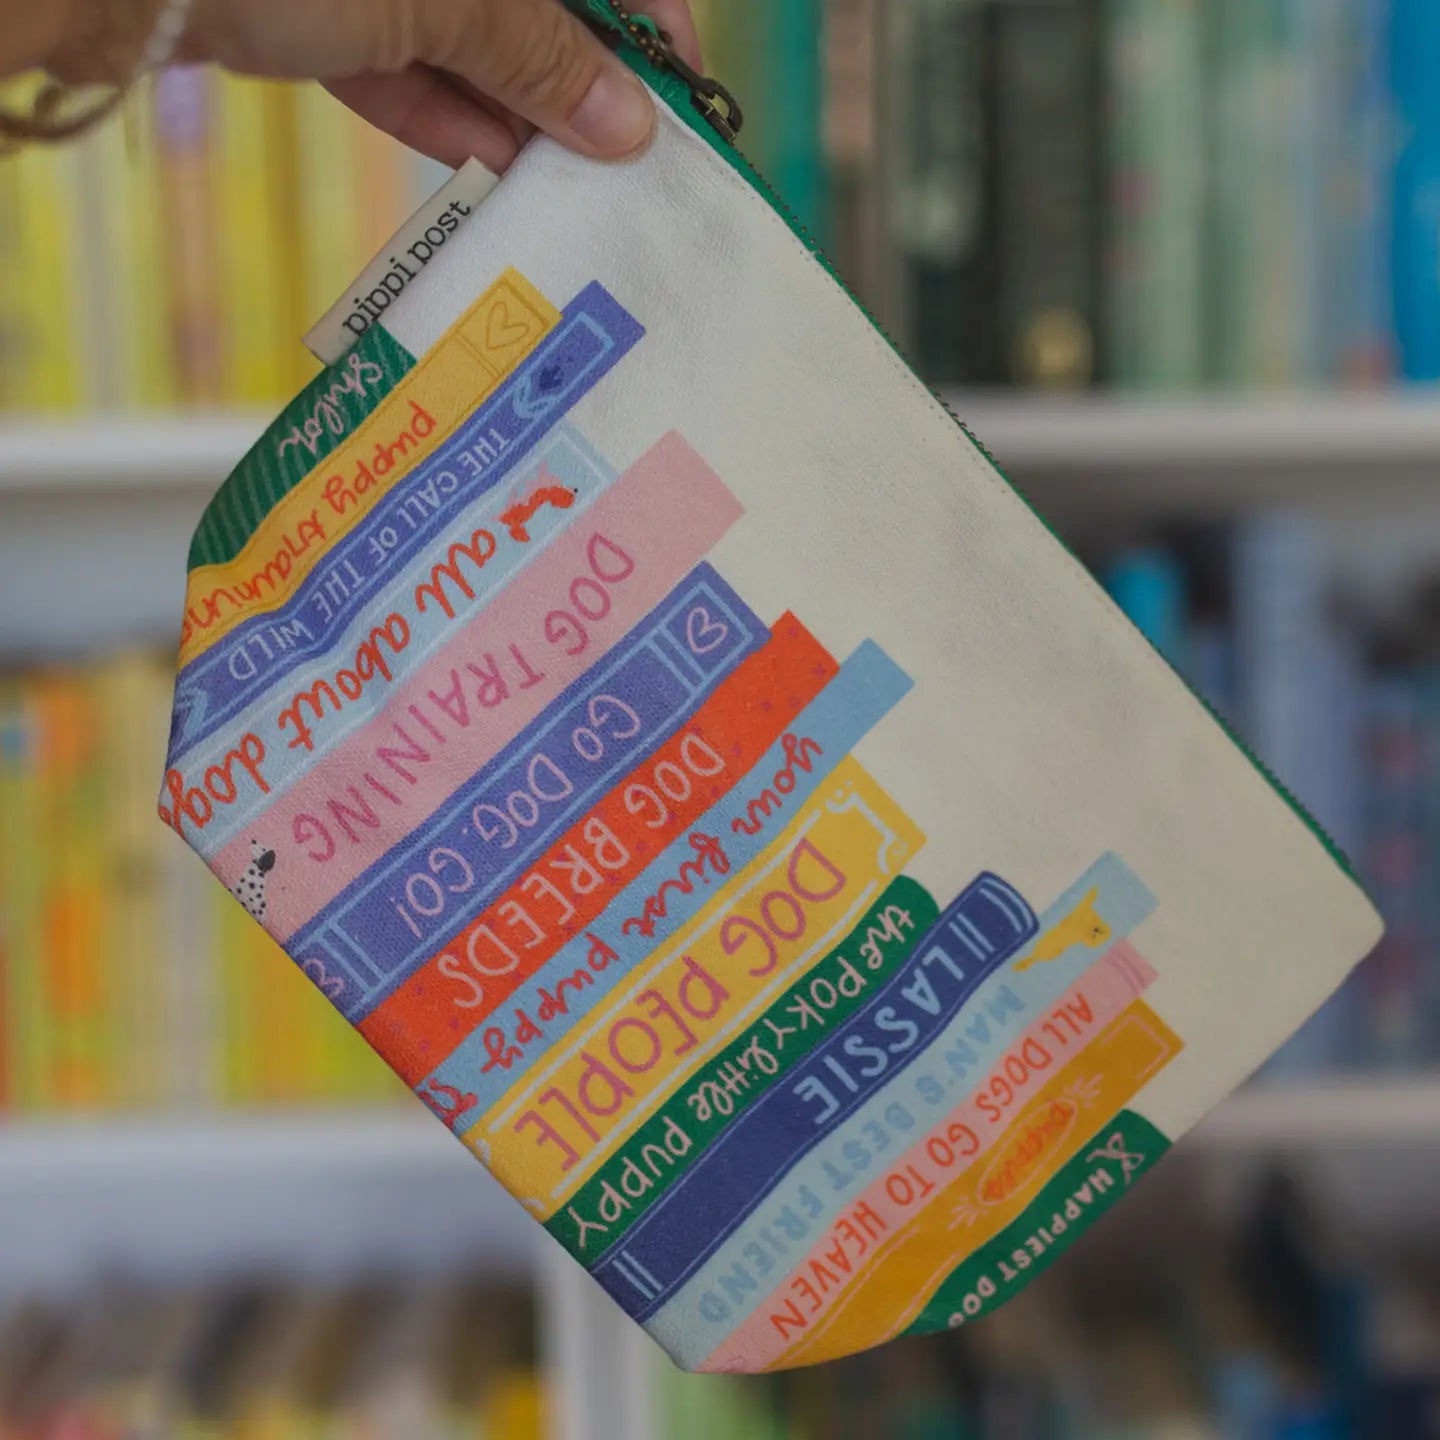 pippi post
Shiloh
puppy training
THE CALL OF THE WILD
all about dogs
DOG TRAINING
GO DOG. GO!
DOG BREEDS
your first puppy
DOG PEOPLE
the POKY little PUPPY
LASSIE
MAN'S BEST FRIEND
ALL DOGS GO TO HEAVEN
PUPPIES
HAPPIEST DOG